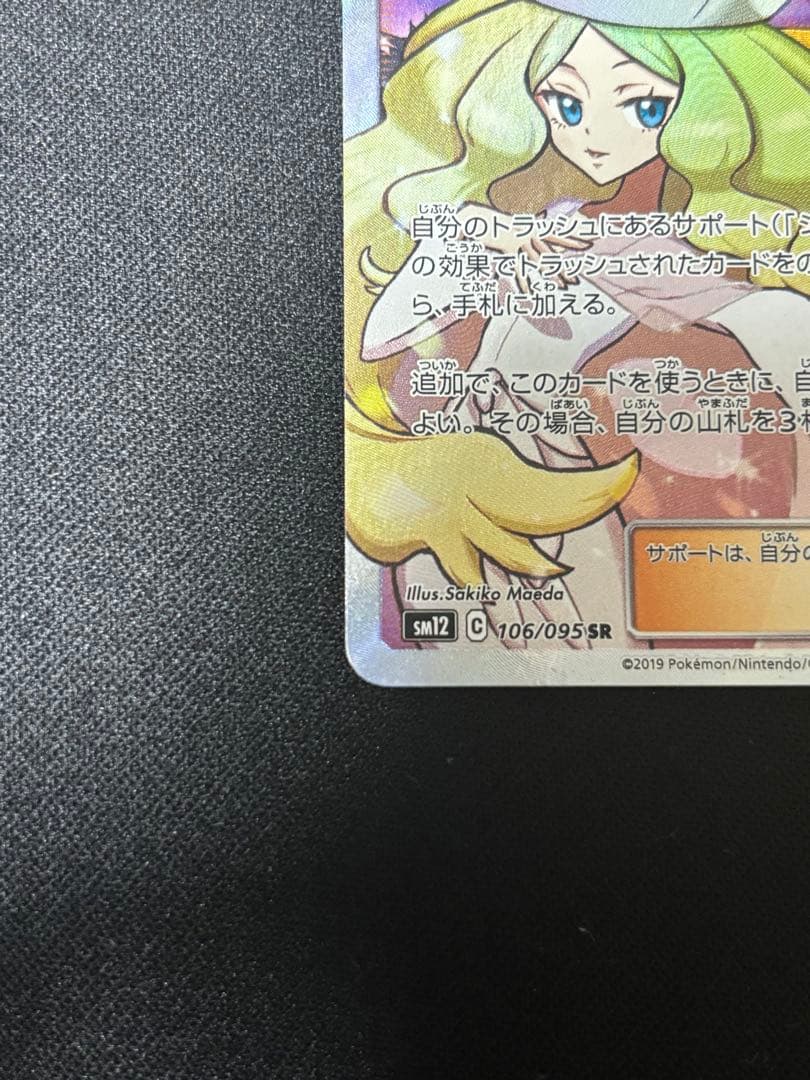 自分のトラッシュにあるサポート(「シ
の効果でトラッシュされたカードをの
ら、手札に加える。
追加で、このカードを使うときに、自
よい。その場合、自分の山札を3枚
サポートは、自分の
Illus.Sakiko Maeda
SM12 C 106/095 SR
©2019 Pokémon/Nintendo/